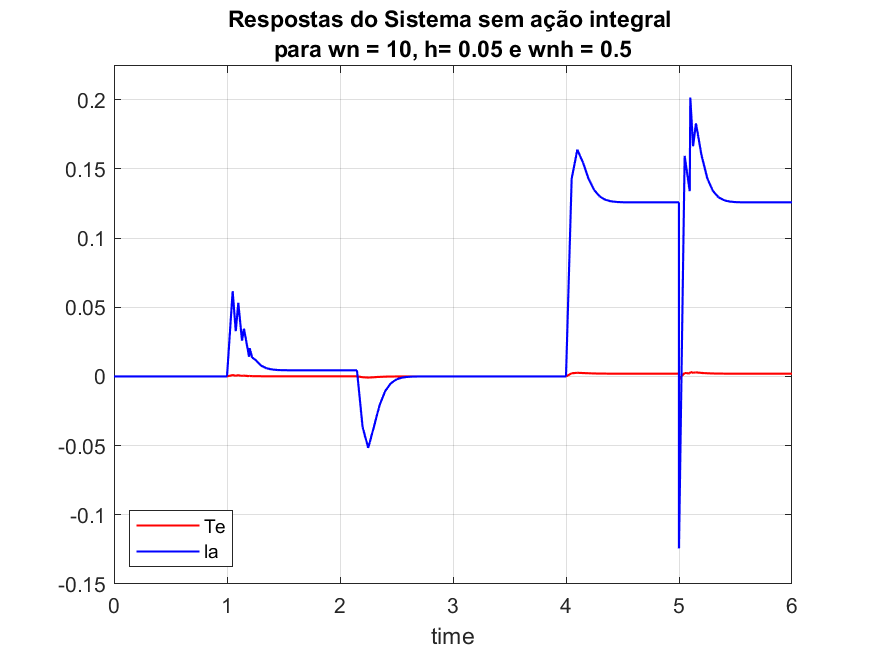 Respostas do Sistema sem ação integral
para wn = 10, h= 0.05 e wnh = 0.5
0.2
0.15
0.1
0.05
0
-0.05
-0.1
-0.15
Te
Ia
0 1 2 3 4 5 6
time